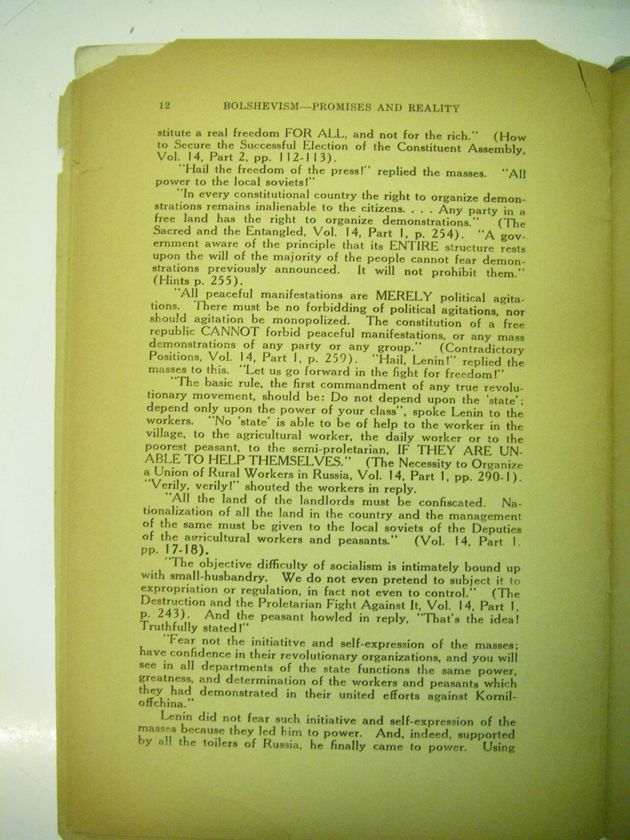 12 BOLSHEVISM—PROMISES AND REALITY
stitute a real freedom FOR ALL, and not for the rich." (How
to Secure the Successful Election of the Constituent Assembly,
Vol. 14, Part 2, pp. 112-113).
"Hail the freedom of the press!" replied the masses. "All
power to the local soviets!"
"In every constitutional country the right to organize demon-
strations remains inalienable to the citizens. . . . Any party in a
free land has the right to organize demonstrations." (The
Sacred and the Entangled, Vol. 14, Part 1, p. 254). "A gov-
ernment aware of the principle that its ENTIRE structure rests
upon the will of the majority of the people cannot fear demon-
strations previously announced. It will not prohibit them."
(Hints p. 255).
"All peaceful manifestations are MERELY political agita-
tions. There must be no forbidding of political agitations, nor
should agitation be monopolized. The constitution of a free
republic CANNOT forbid peaceful manifestations, or any mass
demonstrations of any party or any group." (Contradictory
Positions, Vol. 14, Part 1, p. 259). "Hail, Lenin!" replied the
masses to this. "Let us go forward in the fight for freedom!"
"The basic rule, the first commandment of any true revolu-
tionary movement, should be: Do not depend upon the 'state';
depend only upon the power of your class", spoke Lenin to the
workers. "No 'state' is able to be of help to the worker in the
village, to the agricultural worker, the daily worker or to the
poorest peasant, to the semi-proletarian, IF THEY ARE UN-
ABLE TO HELP THEMSELVES." (The Necessity to Organize
a Union of Rural Workers in Russia, Vol. 14, Part 1, pp. 290-1).
"Verily, verily!" shouted the workers in reply.
"All the land of the landlords must be confiscated. Na-
tionalization of all the land in the country and the management
of the same must be given to the local soviets of the Deputies
of the agricultural workers and peasants." (Vol. 14, Part 1.
pp. 17-18).
"The objective difficulty of socialism is intimately bound up
with small-husbandry. We do not even pretend to subject it to
expropriation or regulation, in fact not even to control." (The
Destruction and the Proletarian Fight Against It, Vol. 14, Part 1,
p. 243). And the peasant howled in reply, "That's the idea!
Truthfully stated!"
"Fear not the initiatitve and self-expression of the masses;
have confidence in their revolutionary organizations, and you will
see in all departments of the state functions the same power,
greatness, and determination of the workers and peasants which
they had demonstrated in their united efforts against Kornil-
offchina."
Lenin did not fear such initiative and self-expression of the
masses because they led him to power. And, indeed, supported
by all the toilers of Russia, he finally came to power. Using